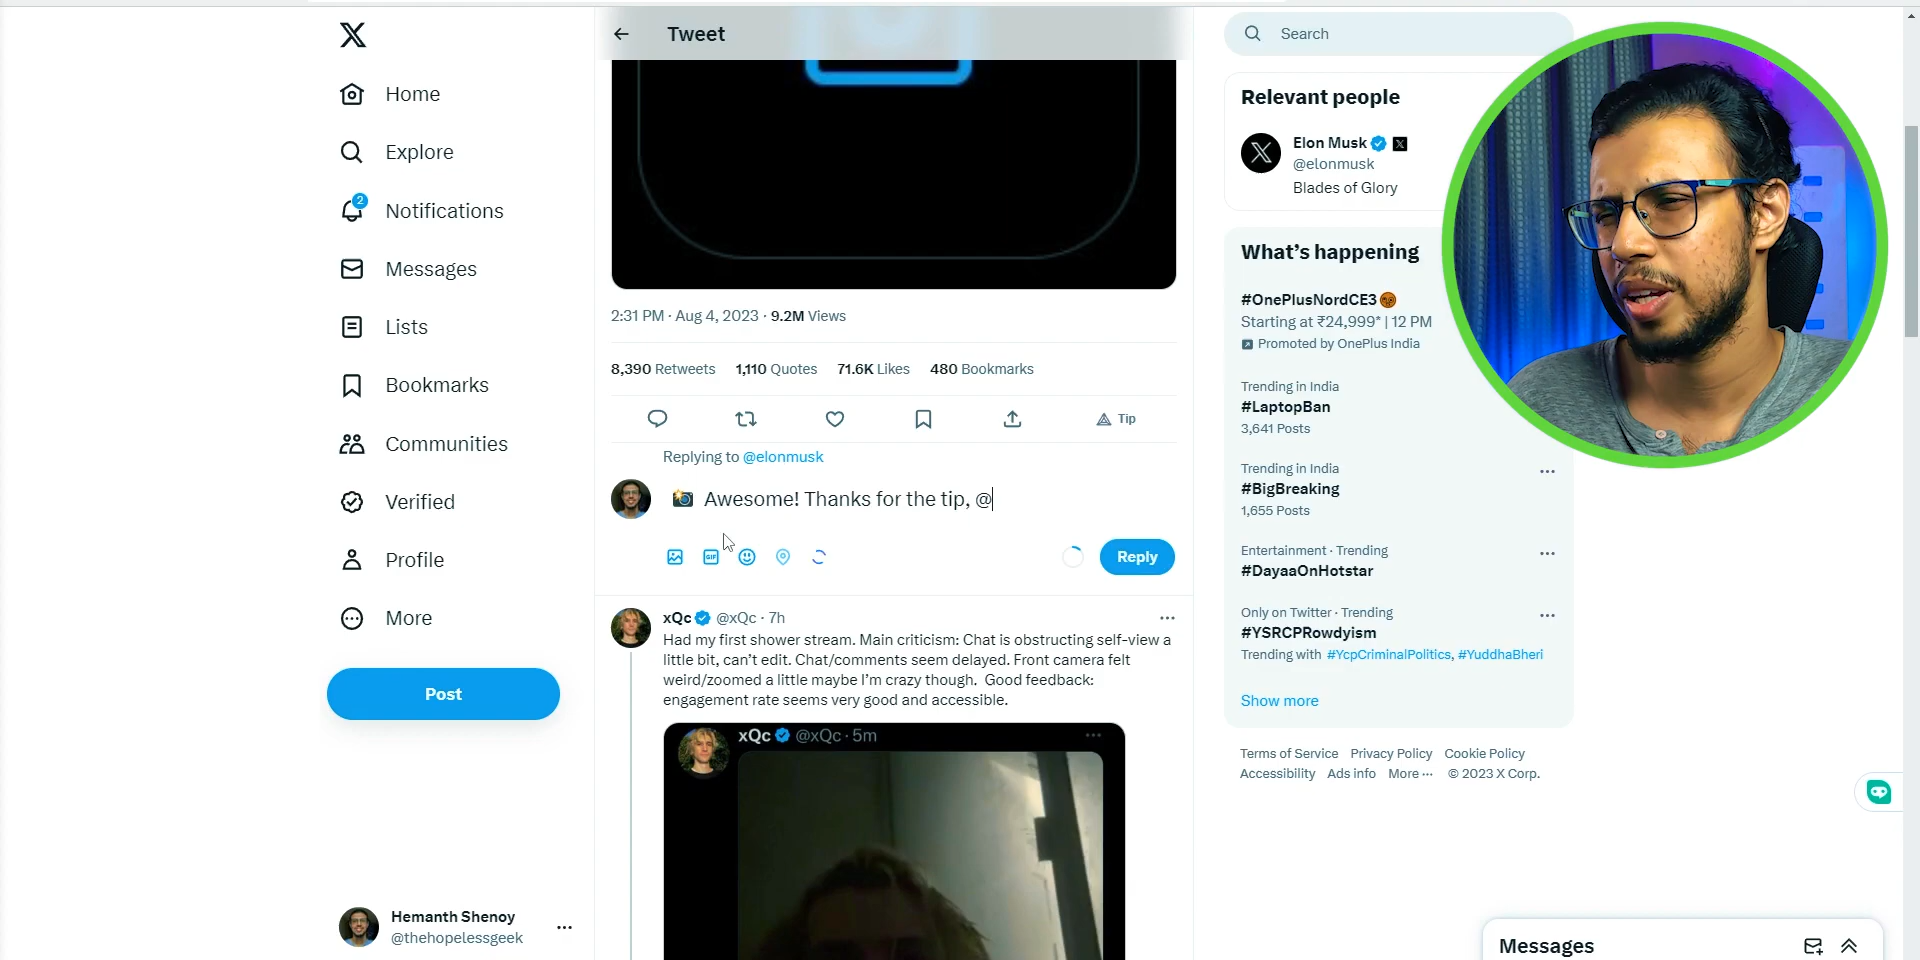 Home
Explore
2
Notifications
Messages
Lists
Bookmarks
Communities
Verified
Profile
More
Post
Hemanth Shenoy
@thehopelessgeek
Tweet
2:31 PM · Aug 4, 2023 · 9.2M Views
8,390 Retweets 1,110 Quotes 71.6K Likes 480 Bookmarks
Tip
Replying to @elonmusk
📸 Awesome! Thanks for the tip, @
GIF
Reply
xQc @xQc · 7h
Had my first shower stream. Main criticism: Chat is obstructing self-view a
little bit, can't edit. Chat/comments seem delayed. Front camera felt
weird/zoomed a little maybe I'm crazy though. Good feedback:
engagement rate seems very good and accessible.
xQc @xQc · 5m
Search
Relevant people
Elon Musk
@elonmusk
Blades of Glory
What's happening
#OnePlusNordCE3
Starting at ₹24,999* | 12 PM
Promoted by OnePlus India
Trending in India
#LaptopBan
3,641 Posts
Trending in India
#BigBreaking
1,655 Posts
Entertainment · Trending
#DayaaOnHotstar
Only on Twitter · Trending
#YSRCPRowdyism
Trending with #YcpCriminalPolitics, #YuddhaBheri
Show more
Terms of Service Privacy Policy Cookie Policy
Accessibility Ads info More ··· © 2023 X Corp.
Messages